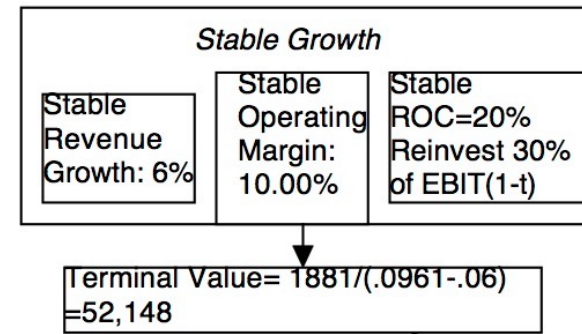 Stable Growth
Stable
Revenue
Growth: 6%
Stable
Operating
Margin:
10.00%
Stable
ROC=20%
Reinvest 30%
of EBIT(1-t)
Terminal Value= 1881/(.0961-.06)
=52,148